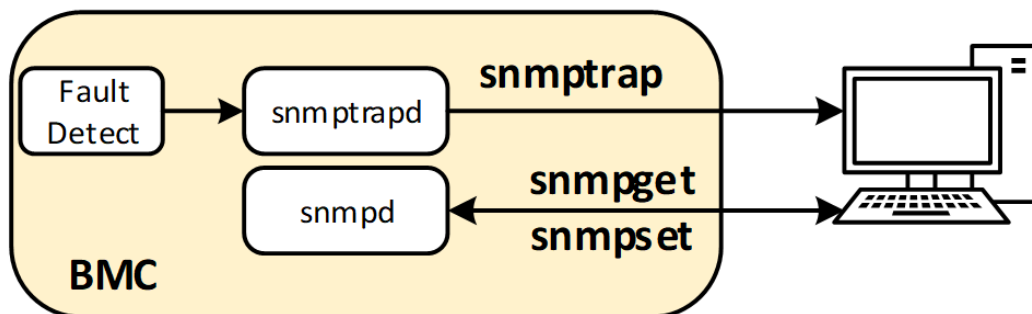 Fault
Detect
snmptrapd
snmptrap
snmpd
snmpget
snmpset
BMC